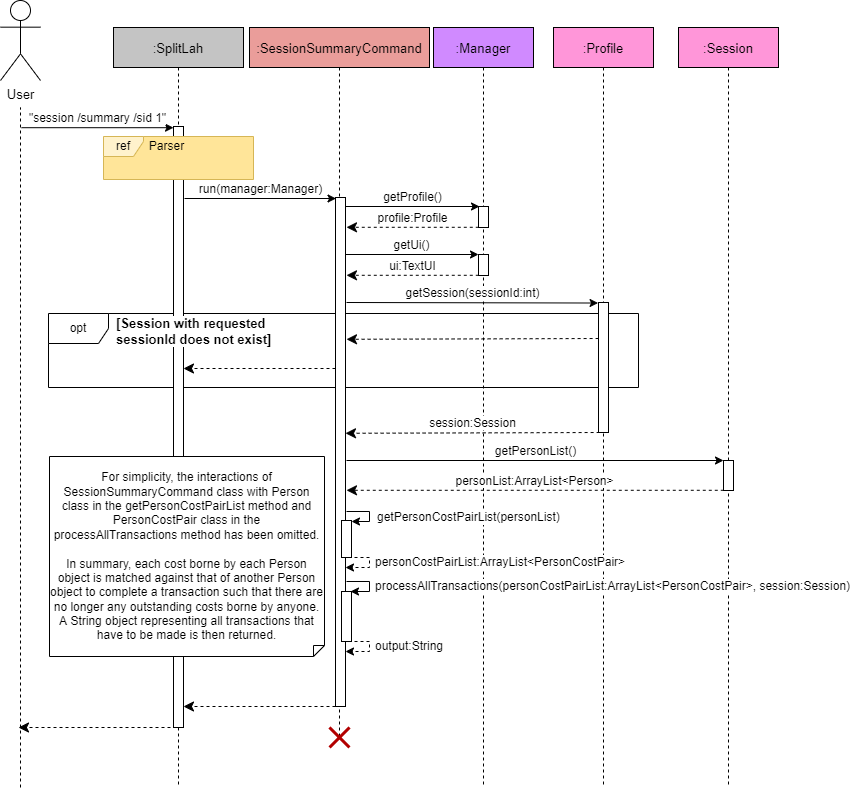 :SplitLah
:SessionSummaryCommand
:Manager
:Profile
:Session
User
"session /summary /sid 1"
ref
Parser
run(manager:Manager)
getProfile()
profile:Profile
getUi()
ui:TextUI
getSession(sessionId:int)
opt
[Session with requested
sessionId does not exist]
session:Session
getPersonList()
personList:ArrayList<Person>
For simplicity, the interactions of
SessionSummaryCommand class with Person
class in the getPersonCostPairList method and
PersonCostPair class in the
processAllTransactions method has been omitted.
In summary, each cost borne by each Person
object is matched against that of another Person
object to complete a transaction such that there are
no longer any outstanding costs borne by anyone.
A String object representing all transactions that
have to be made is then returned.
getPersonCostPairList(personList)
personCostPairList:ArrayList<PersonCostPair>
processAllTransactions(personCostPairList:ArrayList<PersonCostPair>, session:Session)
output:String